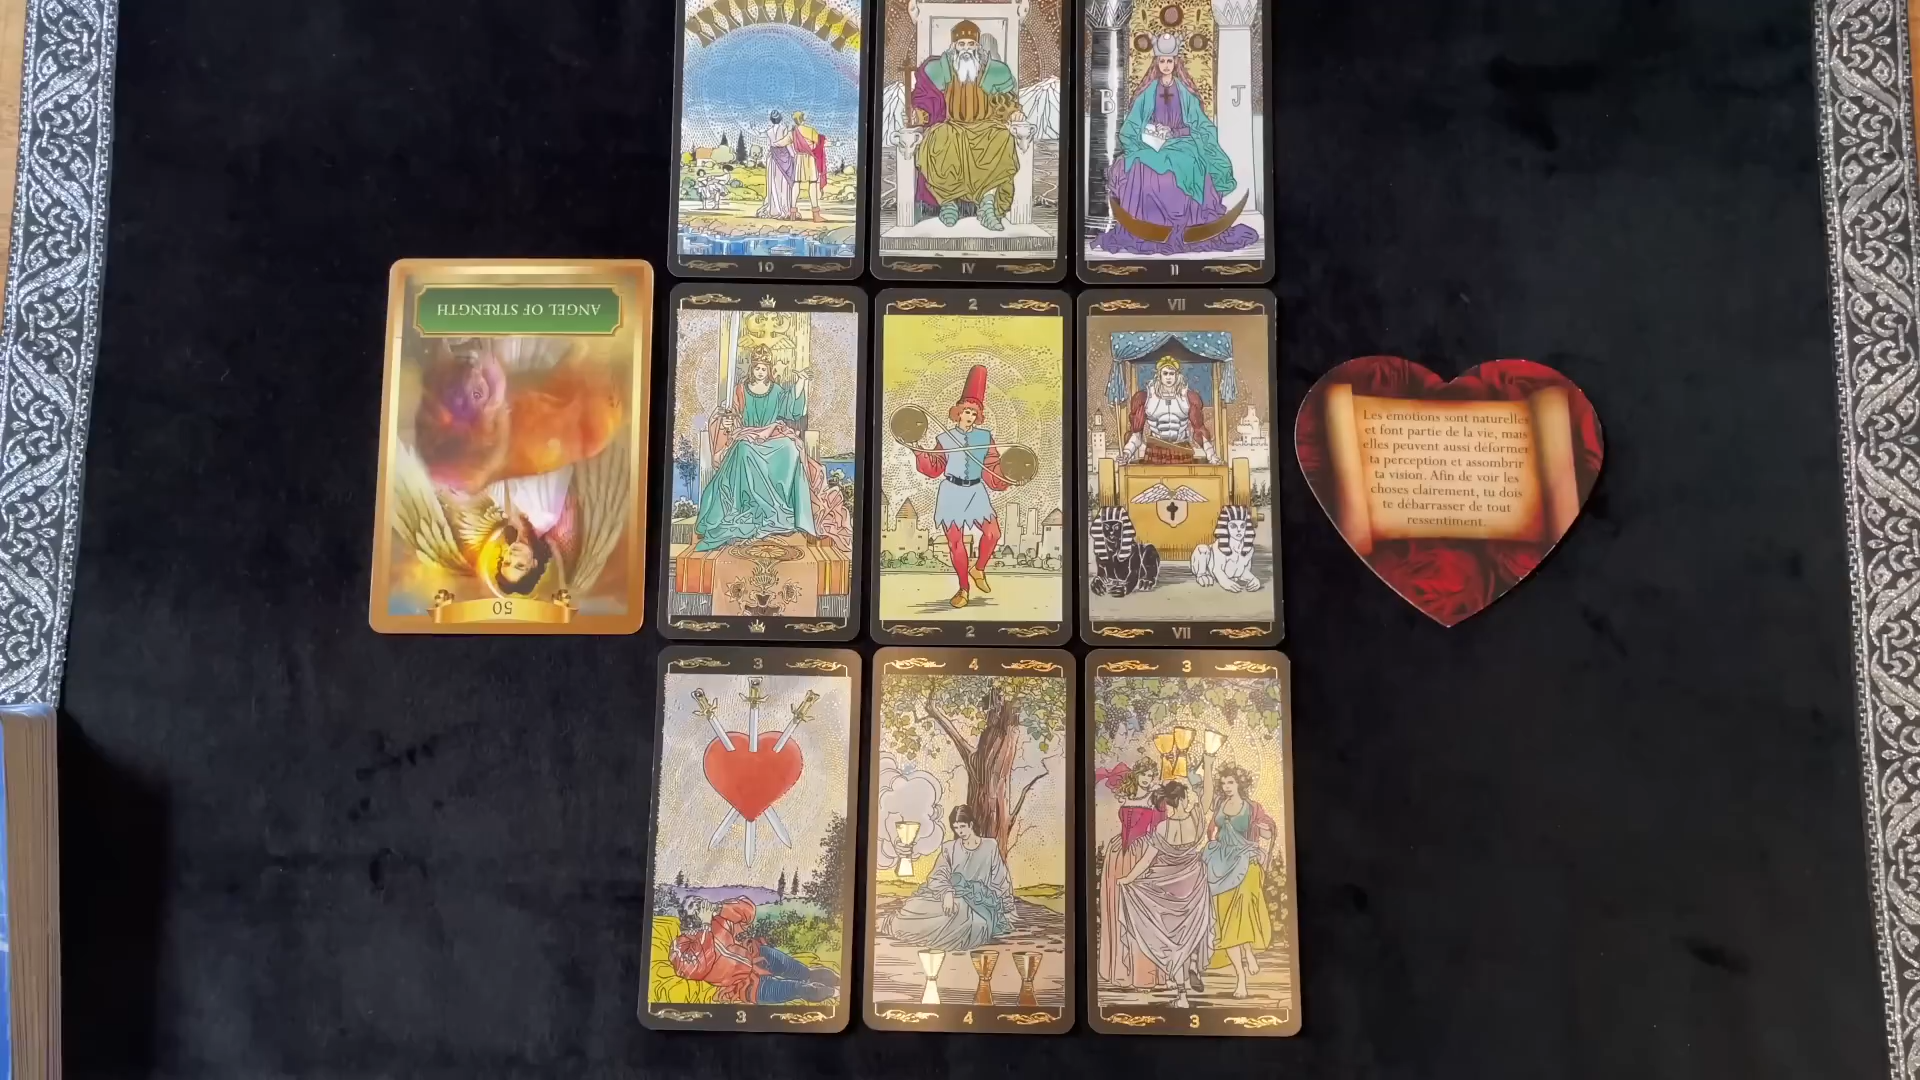 10
IV
B
J
II
ANGEL OF STRENGTH
50
2
2
VII
VII
Les émotions sont naturelles
et font partie de la vie, mais
elles peuvent aussi déformer
ta perception et assombrir
ta vision. Afin de voir les
choses clairement, tu dois
te débarrasser de tout
ressentiment.
3
3
4
4
3
3